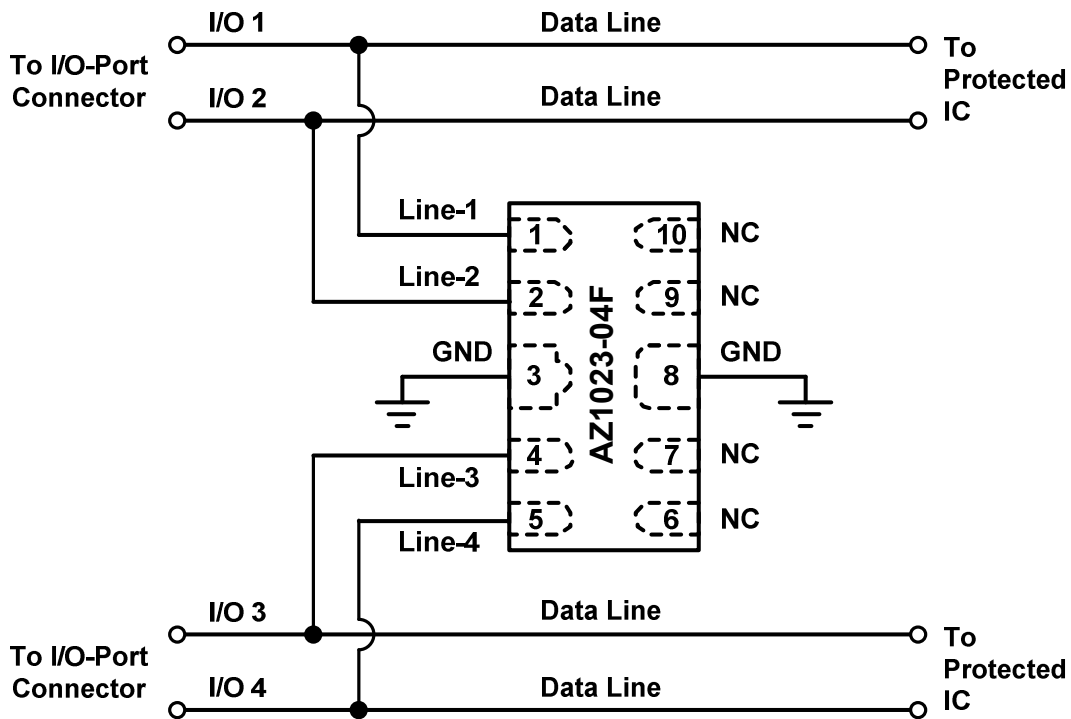 I/O 1
Data Line
To I/O-Port
Connector
To
Protected
IC
I/O 2
Data Line
Line-1
1
10
NC
Line-2
2
9
NC
GND
3
8
GND
AZ1023-04F
4
7
NC
Line-3
5
6
NC
Line-4
I/O 3
Data Line
To I/O-Port
Connector
To
Protected
IC
I/O 4
Data Line